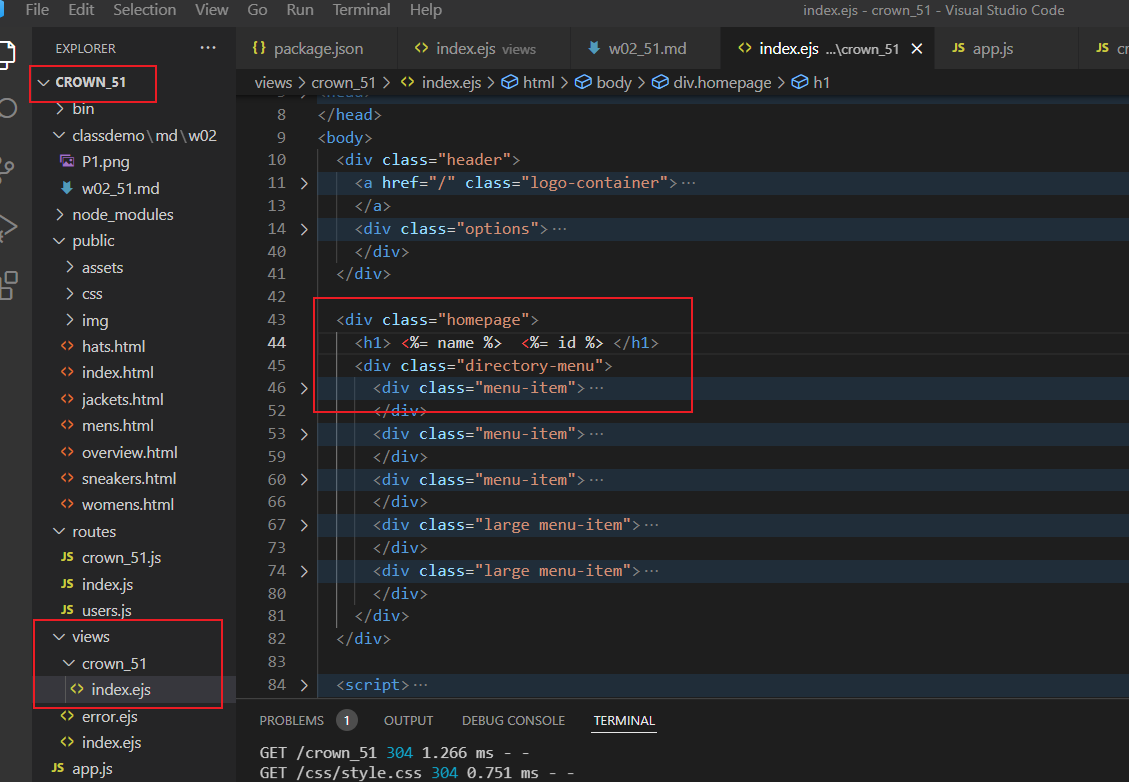 File Edit Selection View Go Run Terminal Help
index.ejs - crown_51 - Visual Studio Code
EXPLORER ···
CROWN_51
bin
classdemo\md\w02
P1.png
w02_51.md
node_modules
public
assets
css
img
hats.html
index.html
jackets.html
mens.html
overview.html
sneakers.html
womens.html
routes
JS crown_51.js
JS index.js
JS users.js
views
crown_51
<> index.ejs
<> error.ejs
<> index.ejs
JS app.js
{} package.json
<> index.ejs views
w02_51.md
<> index.ejs ...\crown_51
JS app.js
JS
views > crown_51 > <> index.ejs > html > body > div.homepage > h1
8 </head>
9 <body>
10 <div class="header">
11 <a href="/" class="logo-container">···
13 </a>
14 <div class="options">···
40 </div>
41 </div>
42
43 <div class="homepage">
44 <h1> <%= name %>  <%= id %> </h1>
45 <div class="directory-menu">
46 <div class="menu-item">···
52 </div>
53 <div class="menu-item">···
59 </div>
60 <div class="menu-item">···
66 </div>
67 <div class="large menu-item">···
73 </div>
74 <div class="large menu-item">···
80 </div>
81 </div>
82 </div>
83
84 <script>···
PROBLEMS 1 OUTPUT DEBUG CONSOLE TERMINAL
GET /crown_51 304 1.266 ms - -
GET /css/style.css 304 0.751 ms - -